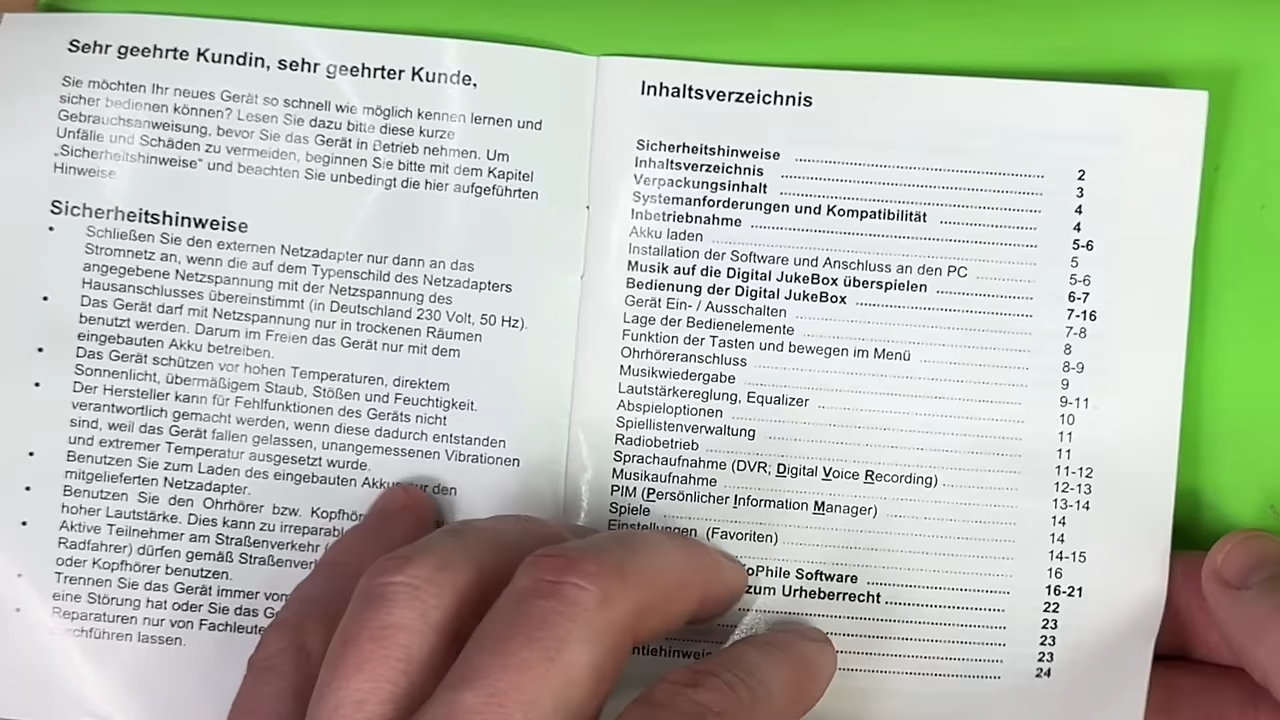 Sehr geehrte Kundin, sehr geehrter Kunde,
Sie möchten Ihr neues Gerät so schnell wie möglich kennen lernen und
sicher bedienen können? Lesen Sie dazu bitte diese kurze
Gebrauchsanweisung, bevor Sie das Gerät in Betrieb nehmen. Um
Unfälle und Schäden zu vermeiden, beginnen Sie bitte mit dem Kapitel
„Sicherheitshinweise“ und beachten Sie unbedingt die hier aufgeführten
Hinweise
Sicherheitshinweise
• Schließen Sie den externen Netzadapter nur dann an das
Stromnetz an, wenn die auf dem Typenschild des Netzadapters
angegebene Netzspannung mit der Netzspannung des
Hausanschlusses übereinstimmt (in Deutschland 230 Volt, 50 Hz).
• Das Gerät darf mit Netzspannung nur in trockenen Räumen
benutzt werden. Darum im Freien das Gerät nur mit dem
eingebauten Akku betreiben.
• Das Gerät schützen vor hohen Temperaturen, direktem
Sonnenlicht, übermäßigem Staub, Stößen und Feuchtigkeit.
• Der Hersteller kann für Fehlfunktionen des Geräts nicht
verantwortlich gemacht werden, wenn diese dadurch entstanden
sind, weil das Gerät fallen gelassen, unangemessenen Vibrationen
und extremer Temperatur ausgesetzt wurde.
• Benutzen Sie zum Laden des eingebauten Akkus nur den
mitgelieferten Netzadapter.
• Benutzen Sie den Ohrhörer bzw. Kopfhör
hoher Lautstärke. Dies kann zu irreparabl
• Aktive Teilnehmer am Straßenverkehr (
Radfahrer) dürfen gemäß Straßenver
oder Kopfhörer benutzen.
• Trennen Sie das Gerät immer vom
eine Störung hat oder Sie das Ge
• Reparaturen nur von Fachleute
durchführen lassen.
Inhaltsverzeichnis
Sicherheitshinweise 2
Inhaltsverzeichnis 3
Verpackungsinhalt 4
Systemanforderungen und Kompatibilität 4
Inbetriebnahme 5-6
Akku laden 5
Installation der Software und Anschluss an den PC 5-6
Musik auf die Digital JukeBox überspielen 6-7
Bedienung der Digital JukeBox 7-16
Gerät Ein- / Ausschalten 7-8
Lage der Bedienelemente 8
Funktion der Tasten und bewegen im Menü 8-9
Ohrhöreranschluss 9
Musikwiedergabe 9-11
Lautstärkereglung, Equalizer 10
Abspieloptionen 11
Spiellistenverwaltung 11
Radiobetrieb 11-12
Sprachaufnahme (DVR; Digital Voice Recording) 12-13
Musikaufnahme 13-14
PIM (Persönlicher Information Manager) 14
Spiele 14
Einstellungen (Favoriten) 14-15
16
oPhile Software 16-21
zum Urheberrecht 22
23
23
23
ntiehinweis 24